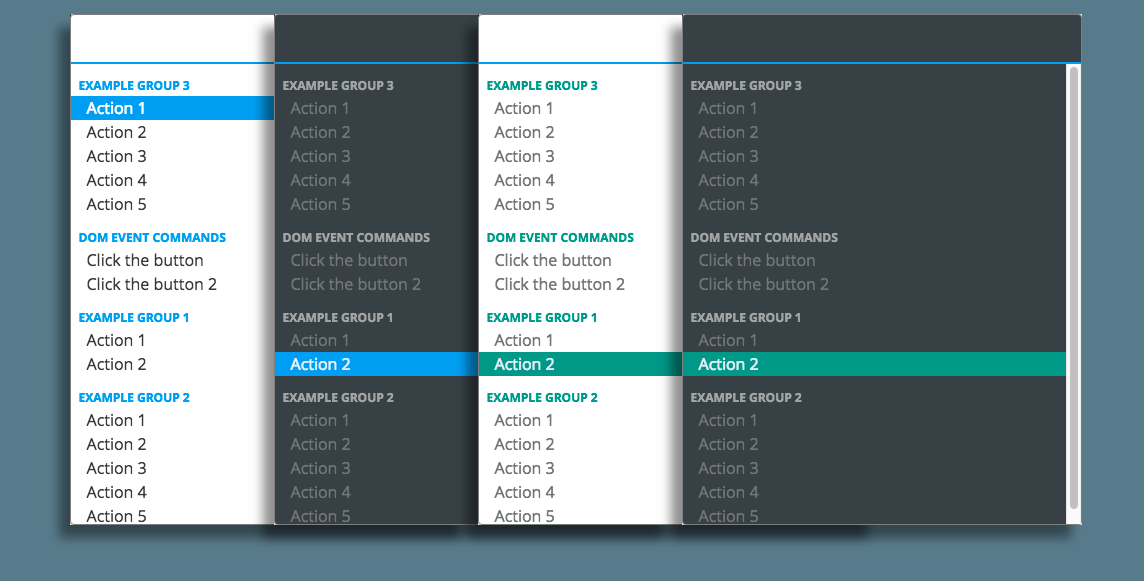 EXAMPLE GROUP 3
Action 1
Action 2
Action 3
Action 4
Action 5
DOM EVENT COMMANDS
Click the button
Click the button 2
EXAMPLE GROUP 1
Action 1
Action 2
EXAMPLE GROUP 2
Action 1
Action 2
Action 3
Action 4
Action 5
EXAMPLE GROUP 3
Action 1
Action 2
Action 3
Action 4
Action 5
DOM EVENT COMMANDS
Click the button
Click the button 2
EXAMPLE GROUP 1
Action 1
Action 2
EXAMPLE GROUP 2
Action 1
Action 2
Action 3
Action 4
Action 5
EXAMPLE GROUP 3
Action 1
Action 2
Action 3
Action 4
Action 5
DOM EVENT COMMANDS
Click the button
Click the button 2
EXAMPLE GROUP 1
Action 1
Action 2
EXAMPLE GROUP 2
Action 1
Action 2
Action 3
Action 4
Action 5
EXAMPLE GROUP 3
Action 1
Action 2
Action 3
Action 4
Action 5
DOM EVENT COMMANDS
Click the button
Click the button 2
EXAMPLE GROUP 1
Action 1
Action 2
EXAMPLE GROUP 2
Action 1
Action 2
Action 3
Action 4
Action 5